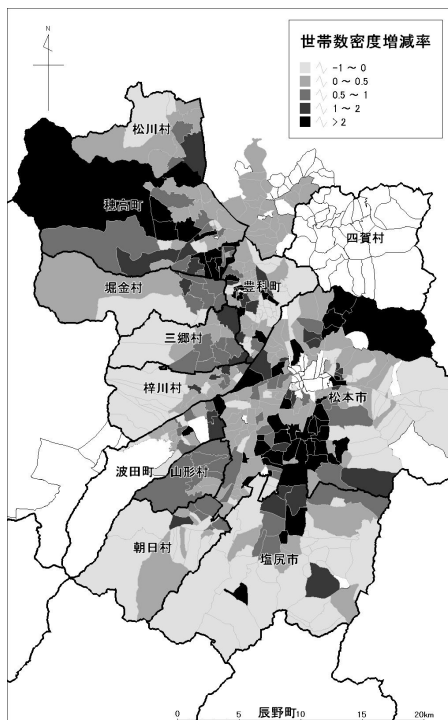 N
世帯数密度増減率
-1 ～ 0
0 ～ 0.5
0.5 ～ 1
1 ～ 2
> 2
松川村
穂高町
四賀村
堀金村
豊科町
三郷村
梓川村
松本市
波田町
山形村
朝日村
塩尻市
辰野町
0 5 10 15 20km